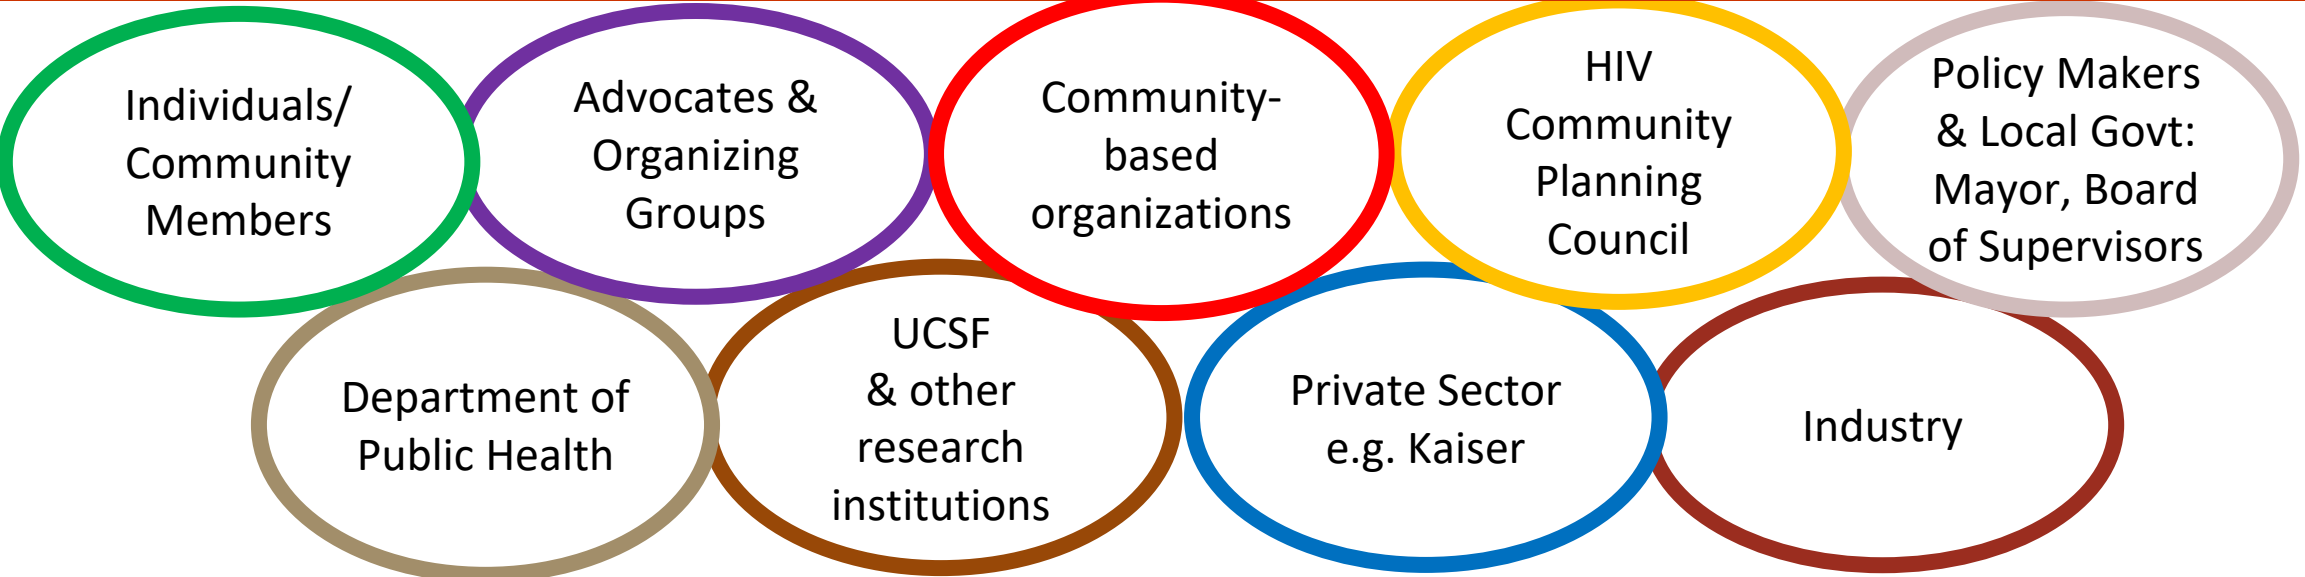 Individuals/
Community
Members
Advocates &
Organizing
Groups
Community-
based
organizations
HIV
Community
Planning
Council
Policy Makers
& Local Govt:
Mayor, Board
of Supervisors
Department of
Public Health
UCSF
& other
research
institutions
Private Sector
e.g. Kaiser
Industry